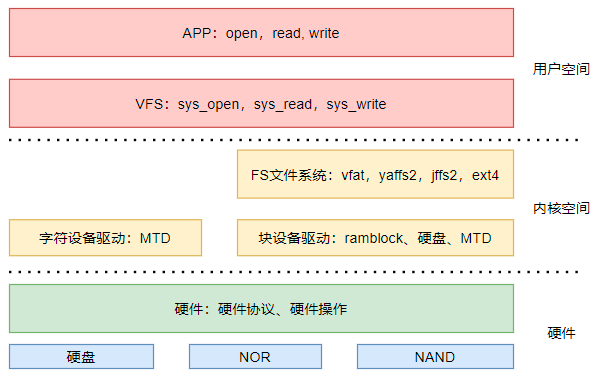 APP：open，read, write
用户空间
VFS：sys_open，sys_read，sys_write
FS文件系统：vfat，yaffs2，jffs2，ext4
内核空间
字符设备驱动：MTD
块设备驱动：ramblock、硬盘、MTD
硬件：硬件协议、硬件操作
硬件
硬盘
NOR
NAND